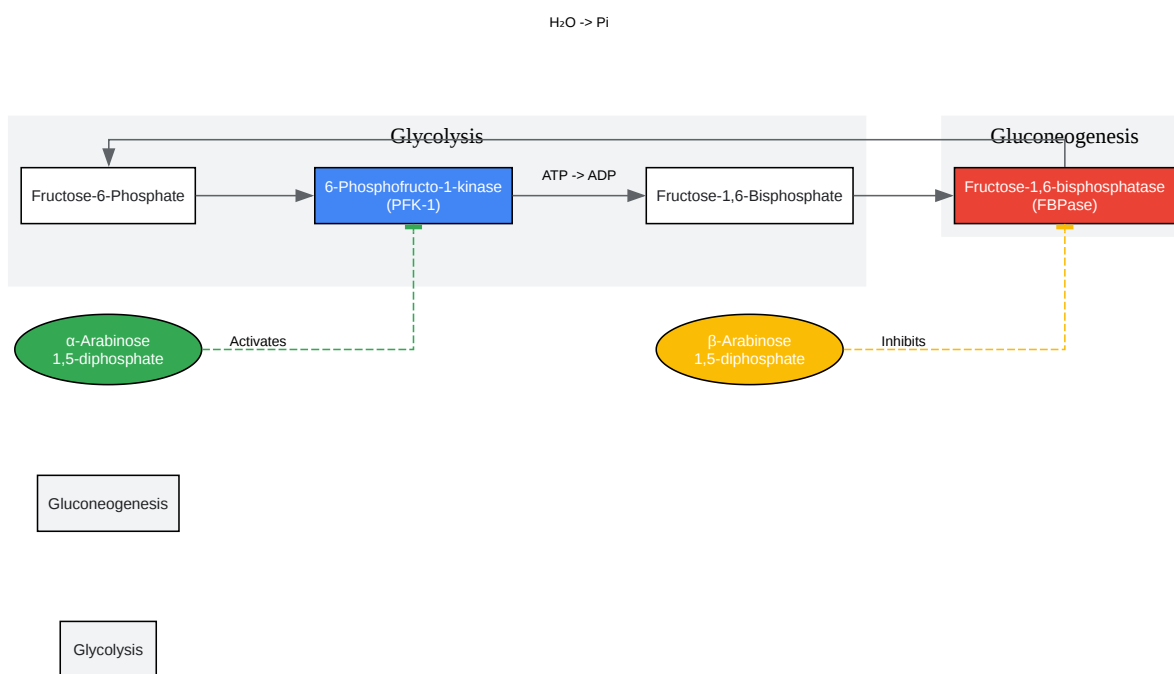 H₂O -> Pi
Glycolysis
Gluconeogenesis
Fructose-6-Phosphate
6-Phosphofructo-1-kinase
(PFK-1)
ATP -> ADP
Fructose-1,6-Bisphosphate
Fructose-1,6-bisphosphatase
(FBPase)
α-Arabinose
1,5-diphosphate
Activates
β-Arabinose
1,5-diphosphate
Inhibits
Gluconeogenesis
Glycolysis